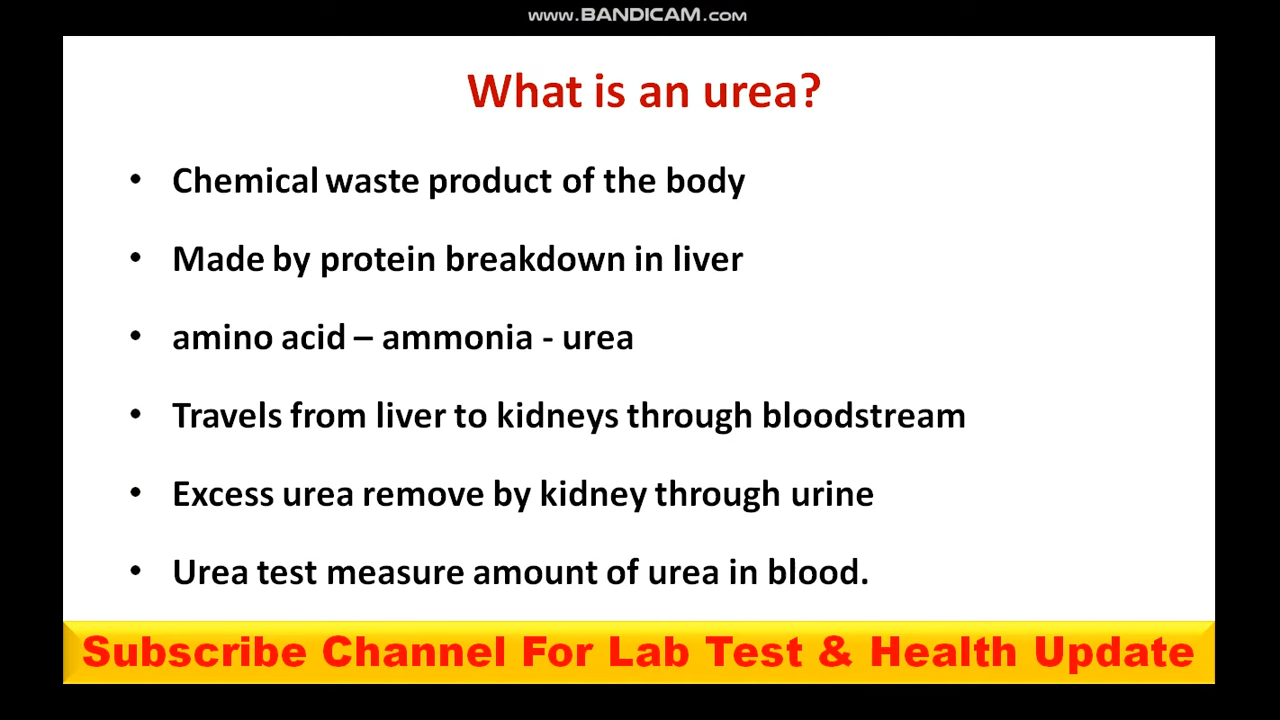 www.BANDICAM.com
What is an urea?
• Chemical waste product of the body
• Made by protein breakdown in liver
• amino acid – ammonia - urea
• Travels from liver to kidneys through bloodstream
• Excess urea remove by kidney through urine
• Urea test measure amount of urea in blood.
Subscribe Channel For Lab Test & Health Update